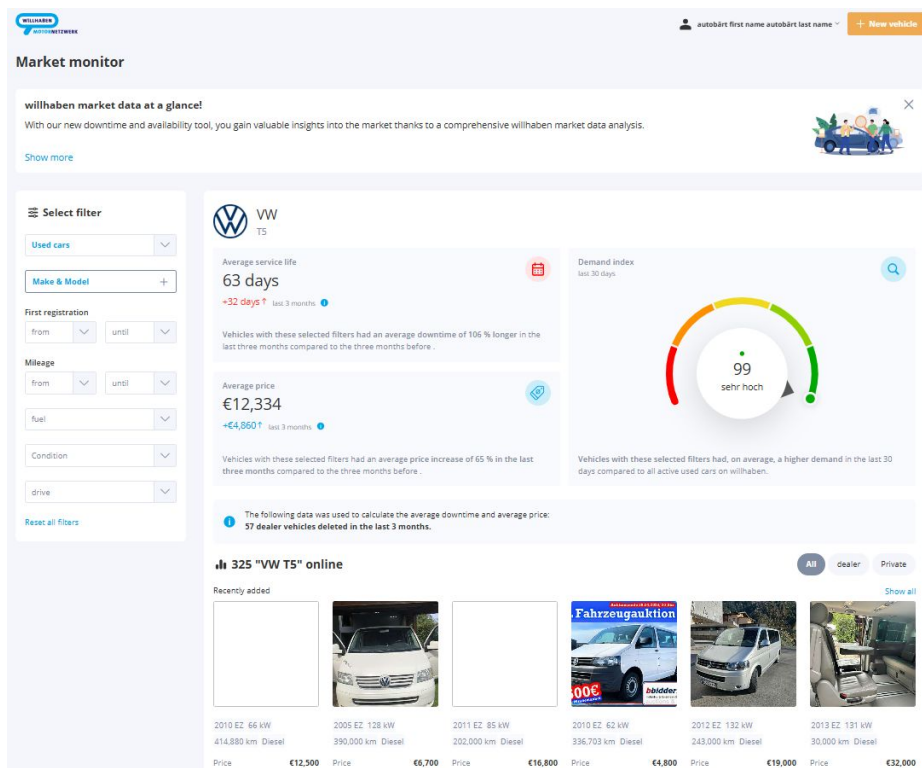 WILLHABEN
MOTORNETZWERK
autobärt first name autobärt last name
+ New vehicle
Market monitor
willhaben market data at a glance!
With our new downtime and availability tool, you gain valuable insights into the market thanks to a comprehensive willhaben market data analysis.
Show more
Select filter
Used cars
Make & Model +
First registration
from until
Mileage
from until
fuel
Condition
drive
Reset all filters
VW
T5
Average service life
63 days
+32 days↑ last 3 months
Vehicles with these selected filters had an average downtime of 106 % longer in the
last three months compared to the three months before .
Average price
€12,334
+€4,860↑ last 3 months
Vehicles with these selected filters had an average price increase of 65 % in the last
three months compared to the three months before .
Demand index
last 30 days
99
sehr hoch
Vehicles with these selected filters had, on average, a higher demand in the last 30
days compared to all active used cars on willhaben.
The following data was used to calculate the average downtime and average price:
57 dealer vehicles deleted in the last 3 months.
325 "VW T5" online
All dealer Private
Recently added
Show all
Fahrzeugauktion
bbidder
2010 EZ 66 kW
414,880 km Diesel
Price €12,500
2005 EZ 128 kW
390,000 km Diesel
Price €6,700
2011 EZ 85 kW
202,000 km Diesel
Price €16,800
2010 EZ 62 kW
336,703 km Diesel
Price €4,800
2012 EZ 132 kW
243,000 km Diesel
Price €19,000
2013 EZ 131 kW
30,000 km Diesel
Price €32,000